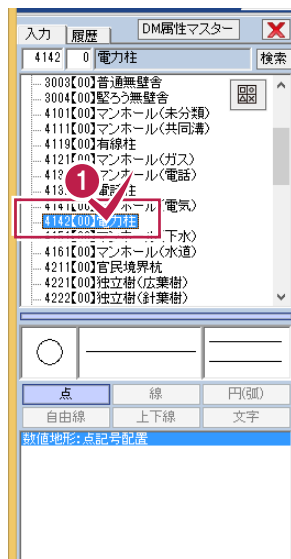 入力 履歴 DM属性マスター
4142 0 電力柱 検索
3003【00】普通無壁舎
3004【00】堅ろう無壁舎
4101【00】マンホール(未分類)
4111【00】マンホール(共同溝)
4119【00】有線柱
4121【00】マンホール(ガス)
ンホール(電話)
1
ンホール(電気)
4142【00】電力柱
(下水)
4161【00】マンホール(水道)
4211【00】官民境界杭
4221【00】独立樹(広葉樹)
4222【00】独立樹(針葉樹)
点 線 円(弧)
自由線 上下線 文字
数値地形:点記号配置